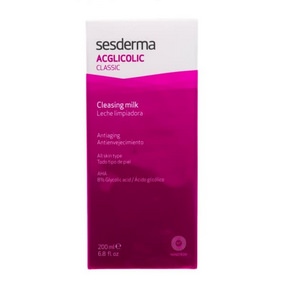 sesderma
ACGLICOLIC
CLASSIC
Cleasing milk
Leche limpiadora
Antiaging
Antienvejecimiento
All skin type
Todo tipo de piel
AHA
8% Glycolic acid / Ácido glicólico
200 ml ℮
6.8 fl. oz